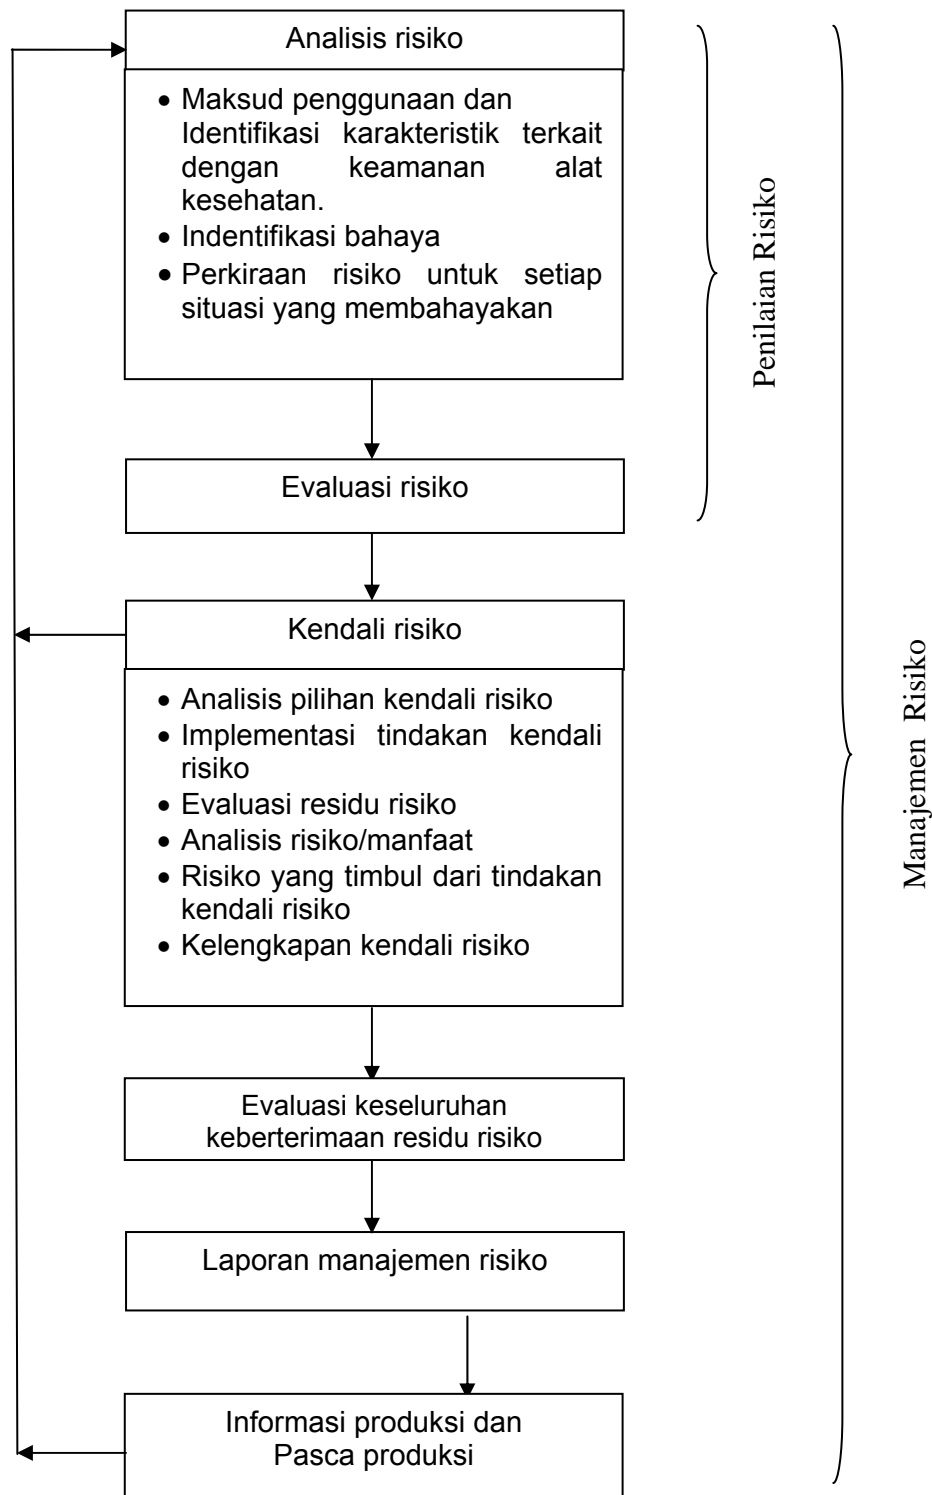 Analisis risiko
• Maksud penggunaan dan
Identifikasi karakteristik terkait
dengan keamanan alat
kesehatan.
• Indentifikasi bahaya
• Perkiraan risiko untuk setiap
situasi yang membahayakan
Evaluasi risiko
Penilaian Risiko
Kendali risiko
• Analisis pilihan kendali risiko
• Implementasi tindakan kendali
risiko
• Evaluasi residu risiko
• Analisis risiko/manfaat
• Risiko yang timbul dari tindakan
kendali risiko
• Kelengkapan kendali risiko
Evaluasi keseluruhan
keberterimaan residu risiko
Laporan manajemen risiko
Informasi produksi dan
Pasca produksi
Manajemen Risiko